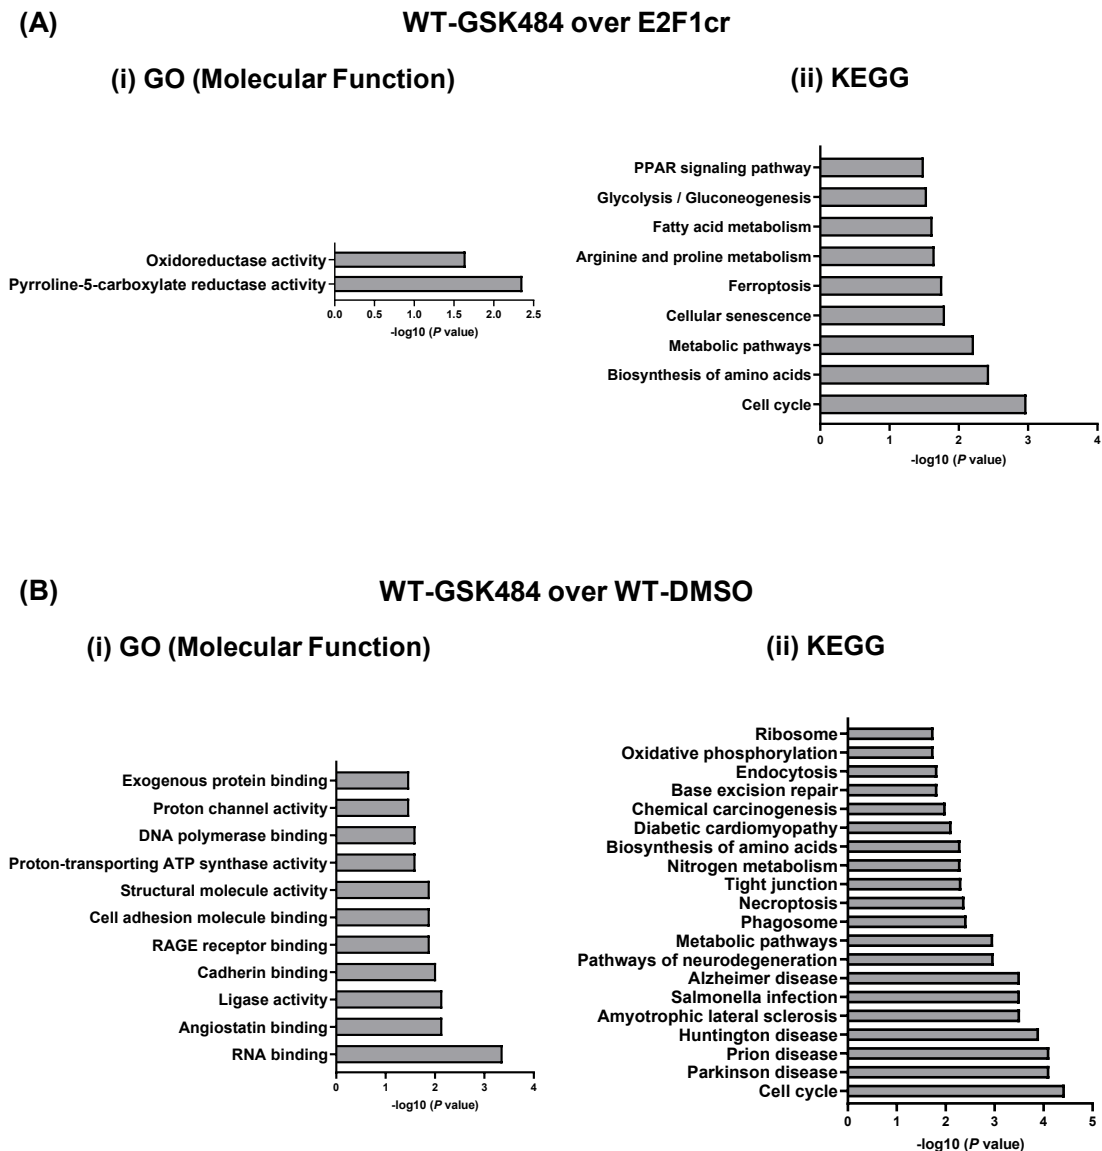 (A)
WT-GSK484 over E2F1cr
(i) GO (Molecular Function)
Oxidoreductase activity
Pyrroline-5-carboxylate reductase activity
0.0 0.5 1.0 1.5 2.0 2.5
-log10 (P value)
(ii) KEGG
PPAR signaling pathway
Glycolysis / Gluconeogenesis
Fatty acid metabolism
Arginine and proline metabolism
Ferroptosis
Cellular senescence
Metabolic pathways
Biosynthesis of amino acids
Cell cycle
0 1 2 3 4
-log10 (P value)
(B)
WT-GSK484 over WT-DMSO
(i) GO (Molecular Function)
Exogenous protein binding
Proton channel activity
DNA polymerase binding
Proton-transporting ATP synthase activity
Structural molecule activity
Cell adhesion molecule binding
RAGE receptor binding
Cadherin binding
Ligase activity
Angiostatin binding
RNA binding
0 1 2 3 4
-log10 (P value)
(ii) KEGG
Ribosome
Oxidative phosphorylation
Endocytosis
Base excision repair
Chemical carcinogenesis
Diabetic cardiomyopathy
Biosynthesis of amino acids
Nitrogen metabolism
Tight junction
Necroptosis
Phagosome
Metabolic pathways
Pathways of neurodegeneration
Alzheimer disease
Salmonella infection
Amyotrophic lateral sclerosis
Huntington disease
Prion disease
Parkinson disease
Cell cycle
0 1 2 3 4 5
-log10 (P value)